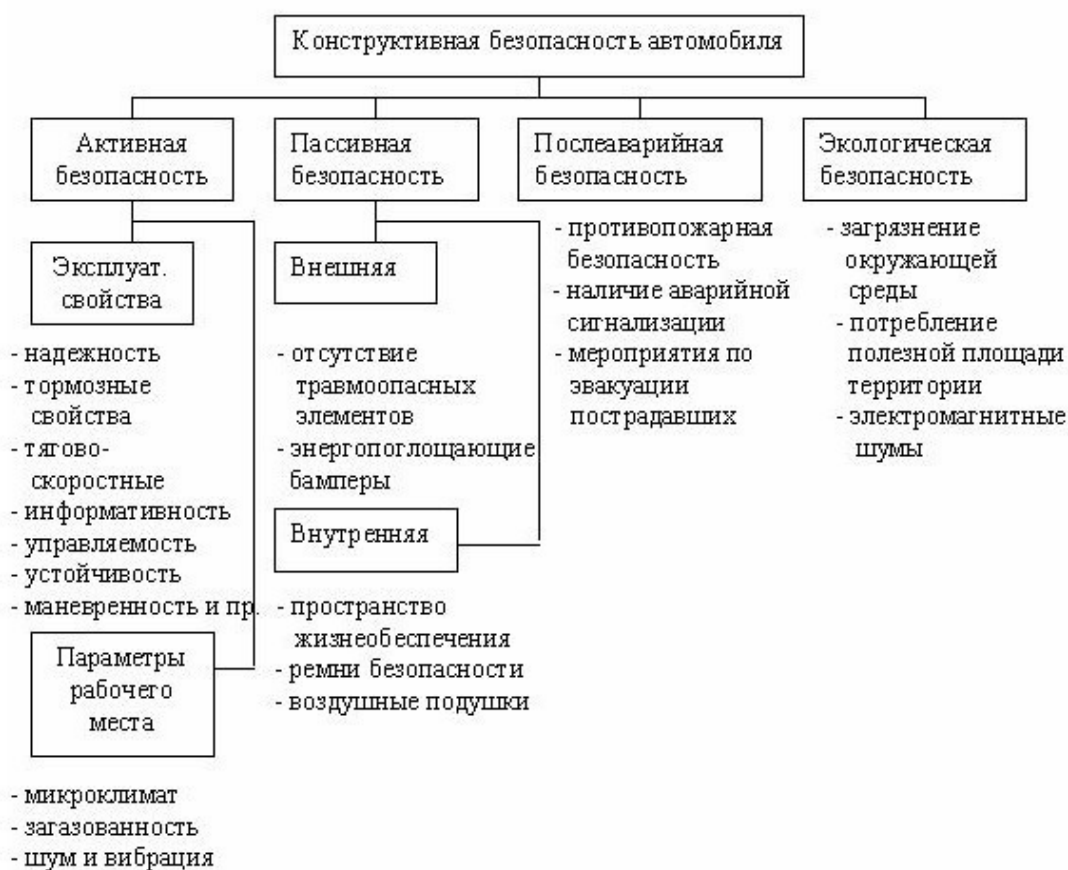 Конструктивная безопасность автомобиля
Активная
безопасность
Эксплуат.
свойства
- надежность
- тормозные
свойства
- тягово-
скоростные
- информативность
- управляемость
- устойчивость
- маневренность и пр.
Параметры
рабочего
места
- микроклимат
- загазованность
- шум и вибрация
Пассивная
безопасность
Внешняя
- отсутствие
травмоопасных
элементов
- энергопоглощающие
бамперы
Внутренняя
- пространство
жизнеобеспечения
- ремни безопасности
- воздушные подушки
Послеаварийная
безопасность
- противопожарная
безопасность
- наличие аварийной
сигнализации
- мероприятия по
эвакуации
пострадавших
Экологическая
безопасность
- загрязнение
окружающей
среды
- потребление
полезной площади
территории
- электромагнитные
шумы